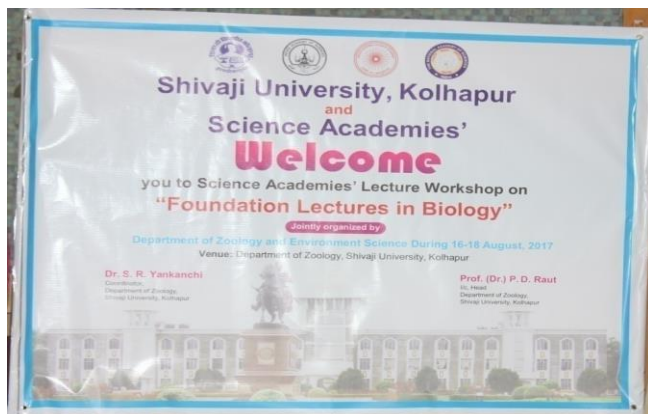 Shivaji University, Kolhapur
and
Science Academies'
Welcome
you to Science Academies' Lecture Workshop on
"Foundation Lectures in Biology"
Jointly organized by
Department of Zoology and Environment Science During 16-18 August, 2017
Venue: Department of Zoology, Shivaji University, Kolhapur
Dr. S. R. Yankanchi
Coordinator,
Department of Zoology,
Shivaji University, Kolhapur
Prof. (Dr.) P. D. Raut
I/c, Head
Department of Zoology,
Shivaji University, Kolhapur